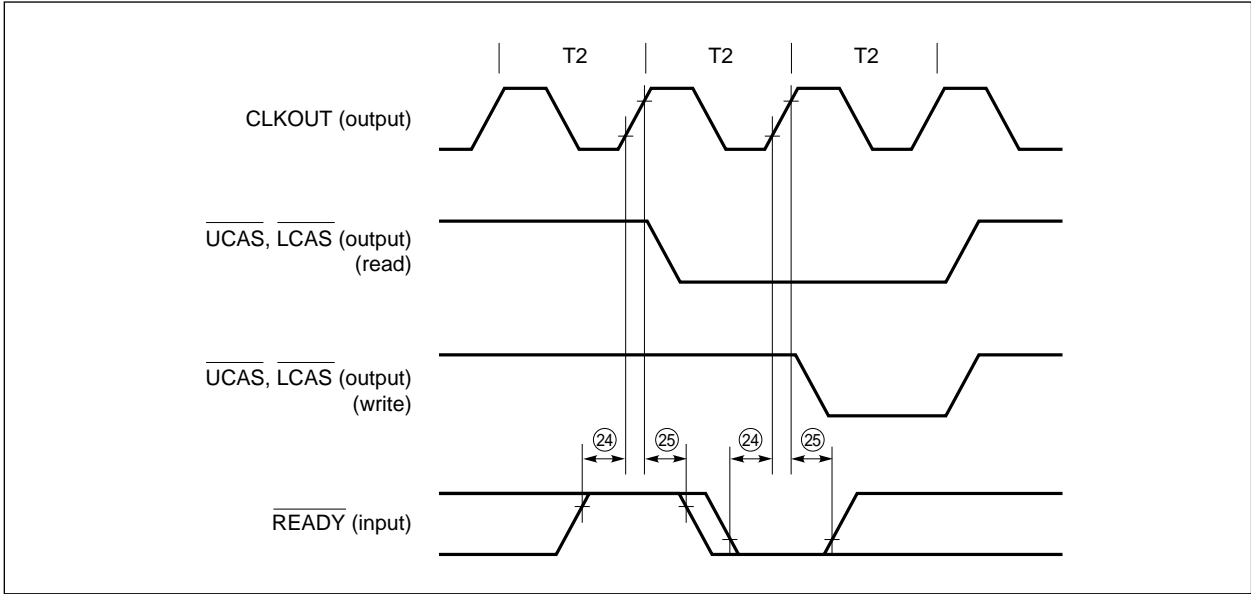 T2 T2 T2
CLKOUT (output)
UCAS, LCAS (output)
(read)
UCAS, LCAS (output)
(write)
24 25 24 25
READY (input)